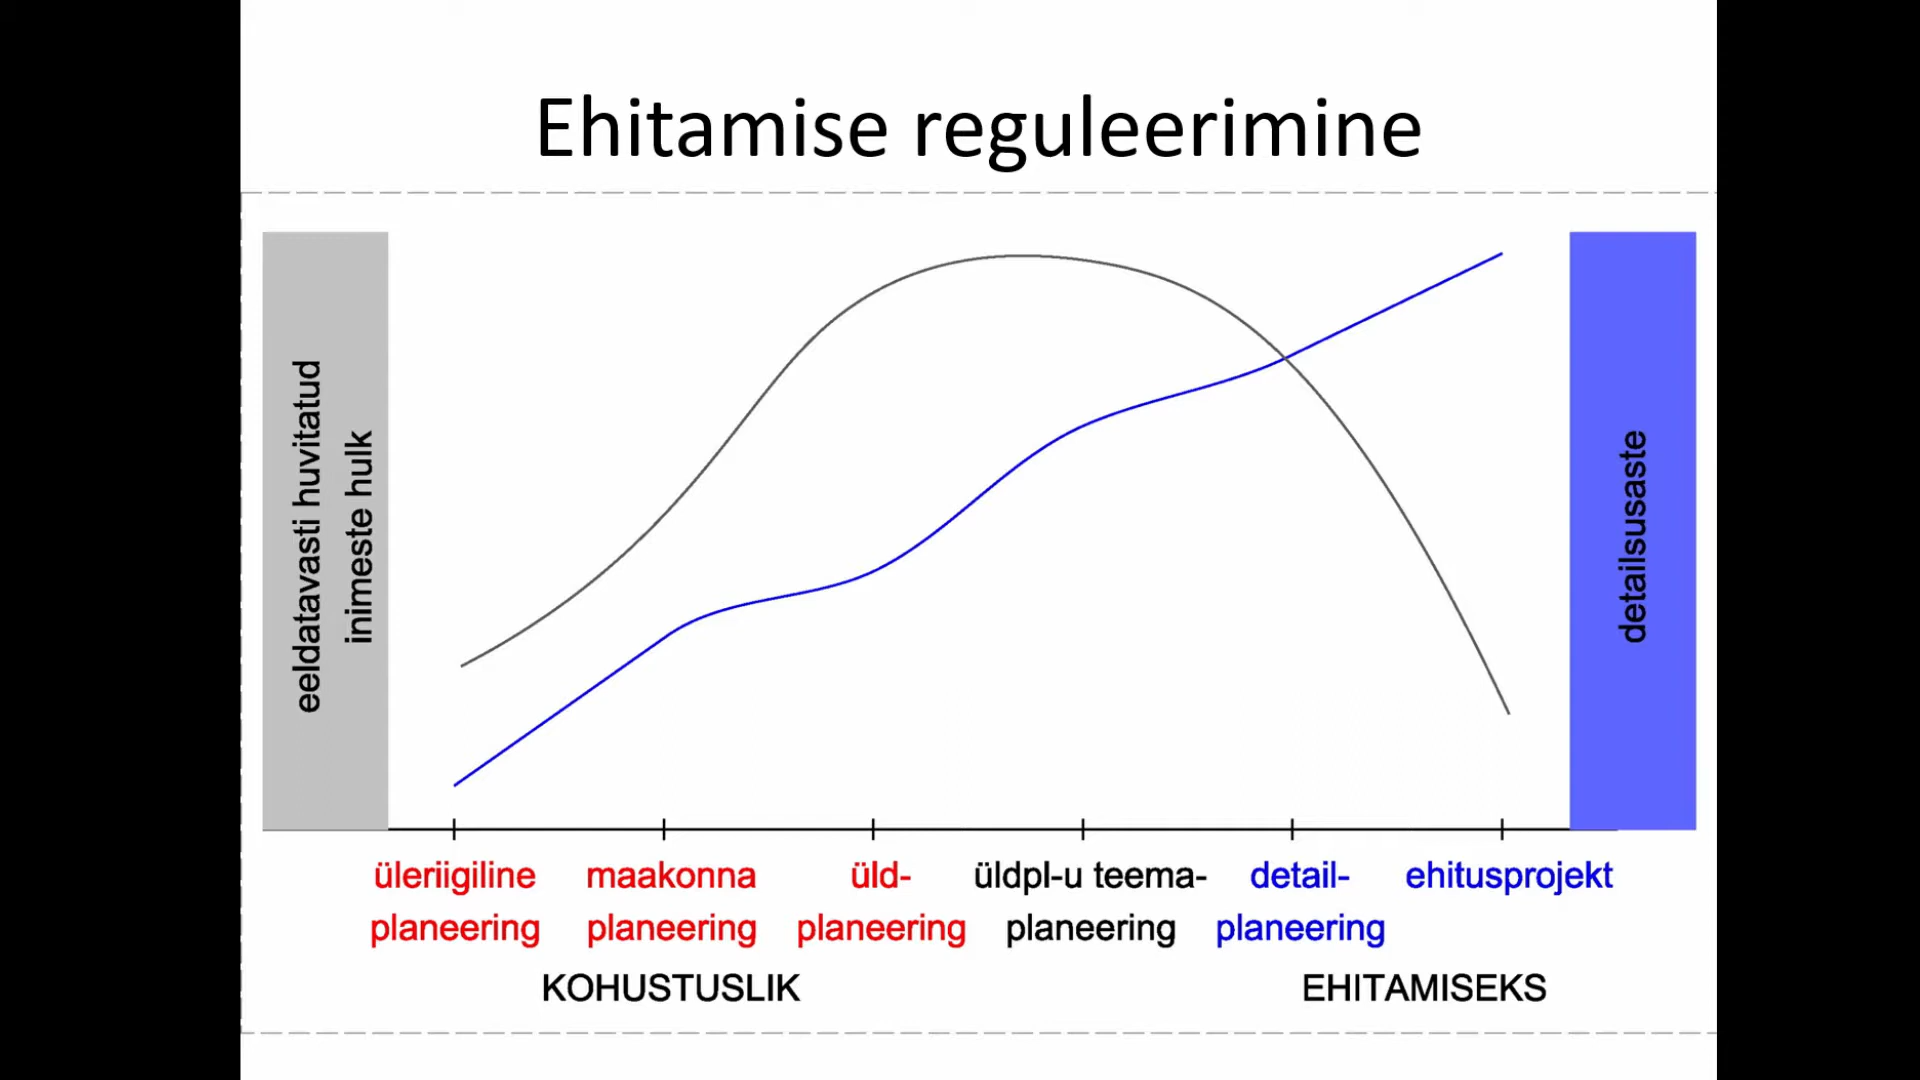 Ehitamise reguleerimine
eeldatavasti huvitatud
inimeste hulk
detailsusaste
üleriigiline
planeering
maakonna
planeering
üld-
planeering
üldpl-u teema-
planeering
detail-
planeering
ehitusprojekt
KOHUSTUSLIK
EHITAMISEKS